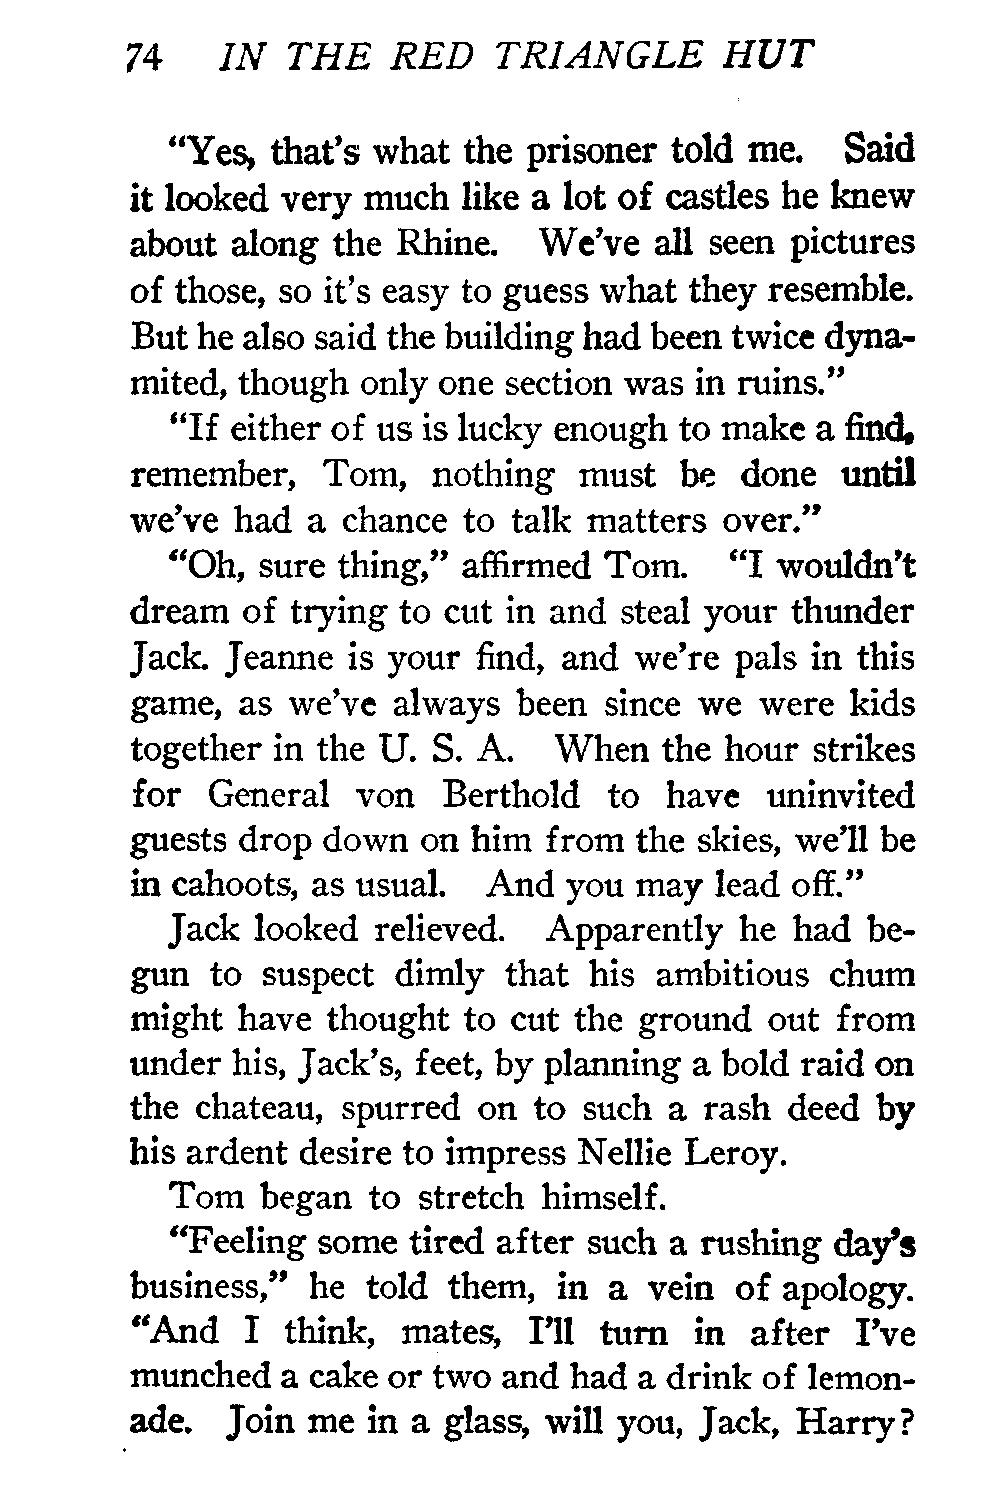 74 IN THE RED TRIANGLE HUT
“Yes, that’s what the prisoner told me. Said
it looked very much like a lot of castles he knew
about along the Rhine. We’ve all seen pictures
of those, so it’s easy to guess what they resemble.
But he also said the building had been twice dyna-
mited, though only one section was in ruins.”
“If either of us is lucky enough to make a find,
remember, Tom, nothing must be done until
we’ve had a chance to talk matters over.”
“Oh, sure thing,” affirmed Tom. “I wouldn’t
dream of trying to cut in and steal your thunder
Jack. Jeanne is your find, and we’re pals in this
game, as we’ve always been since we were kids
together in the U. S. A. When the hour strikes
for General von Berthold to have uninvited
guests drop down on him from the skies, we’ll be
in cahoots, as usual. And you may lead off.”
Jack looked relieved. Apparently he had be-
gun to suspect dimly that his ambitious chum
might have thought to cut the ground out from
under his, Jack’s, feet, by planning a bold raid on
the chateau, spurred on to such a rash deed by
his ardent desire to impress Nellie Leroy.
Tom began to stretch himself.
“Feeling some tired after such a rushing day’s
business,” he told them, in a vein of apology.
“And I think, mates, I’ll turn in after I’ve
munched a cake or two and had a drink of lemon-
ade. Join me in a glass, will you, Jack, Harry?